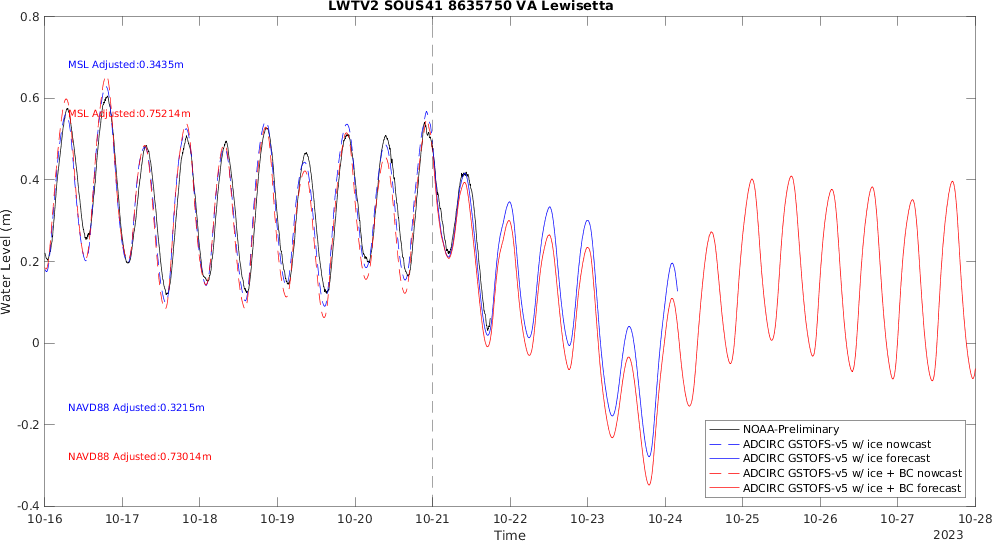 LWTV2 SOUS41 8635750 VA Lewisetta
0.8
0.6
0.4
0.2
0
-0.2
-0.4
Water Level (m)
MSL Adjusted:0.3435m
MSL Adjusted:0.75214m
NAVD88 Adjusted:0.3215m
NAVD88 Adjusted:0.73014m
NOAA-Preliminary
ADCIRC GSTOFS-v5 w/ ice nowcast
ADCIRC GSTOFS-v5 w/ ice forecast
ADCIRC GSTOFS-v5 w/ ice + BC nowcast
ADCIRC GSTOFS-v5 w/ ice + BC forecast
10-16 10-17 10-18 10-19 10-20 10-21 10-22 10-23 10-24 10-25 10-26 10-27 10-28
Time
2023